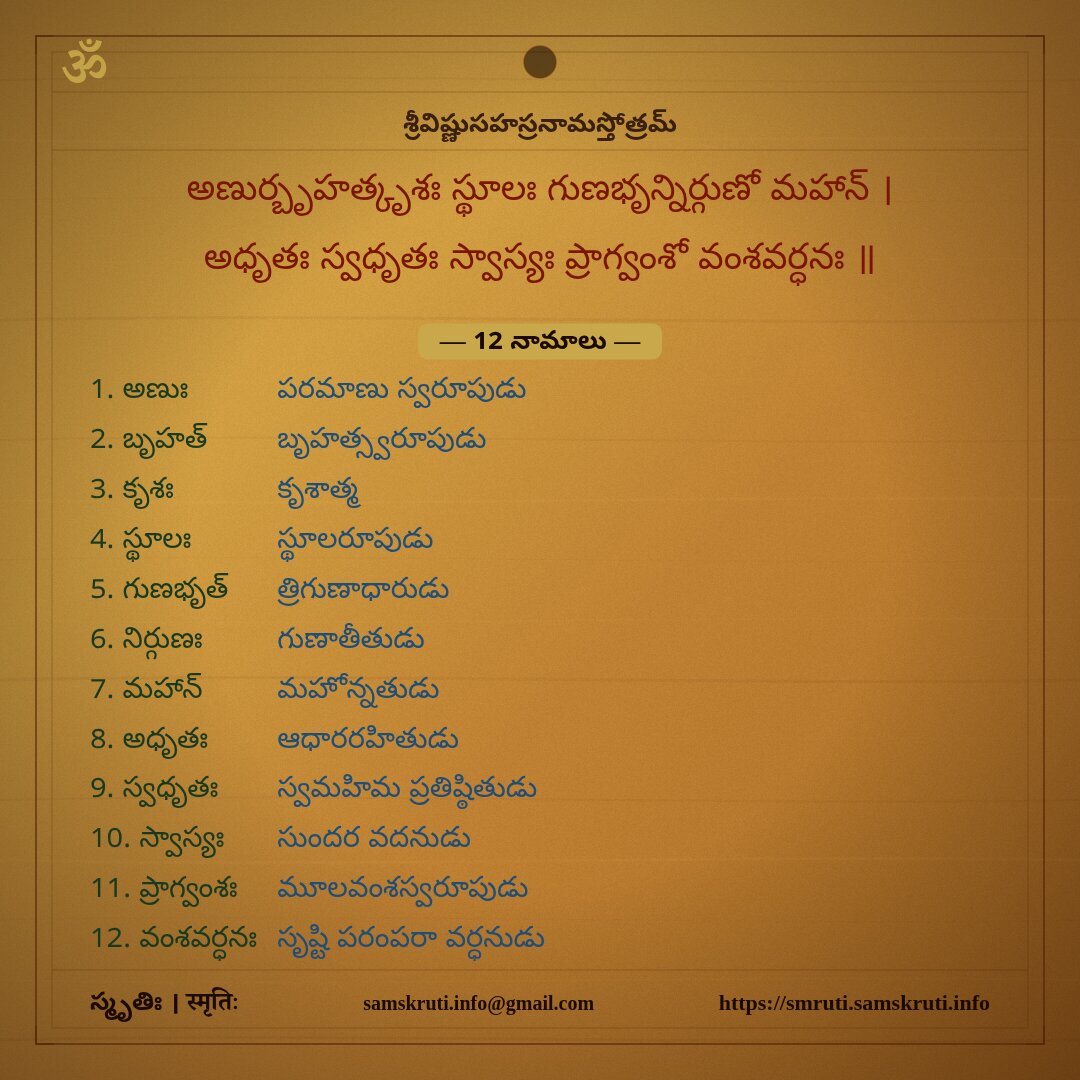 ॐ
శ్రీవిష్ణుసహస్రనామస్తోత్రమ్
అణుర్బృహత్కృశః స్థూలః గుణభృన్నిర్గుణో మహాన్ |
అధృతః స్వధృతః స్వాస్యః ప్రాగ్వంశో వంశవర్ధనః ||
— 12 నామాలు —
1. అణుః పరమాణు స్వరూపుడు
2. బృహత్ బృహత్స్వరూపుడు
3. కృశః కృశాత్మ
4. స్థూలః స్థూలరూపుడు
5. గుణభృత్ త్రిగుణాధారుడు
6. నిర్గుణః గుణాతీతుడు
7. మహాన్ మహోన్నతుడు
8. అధృతః ఆధారరహితుడు
9. స్వధృతః స్వమహిమ ప్రతిష్ఠితుడు
10. స్వాస్యః సుందర వదనుడు
11. ప్రాగ్వంశః మూలవంశస్వరూపుడు
12. వంశవర్ధనః సృష్టి పరంపరా వర్ధనుడు
స్మృతిః | स्मृतिः samskruti.info@gmail.com https://smruti.samskruti.info